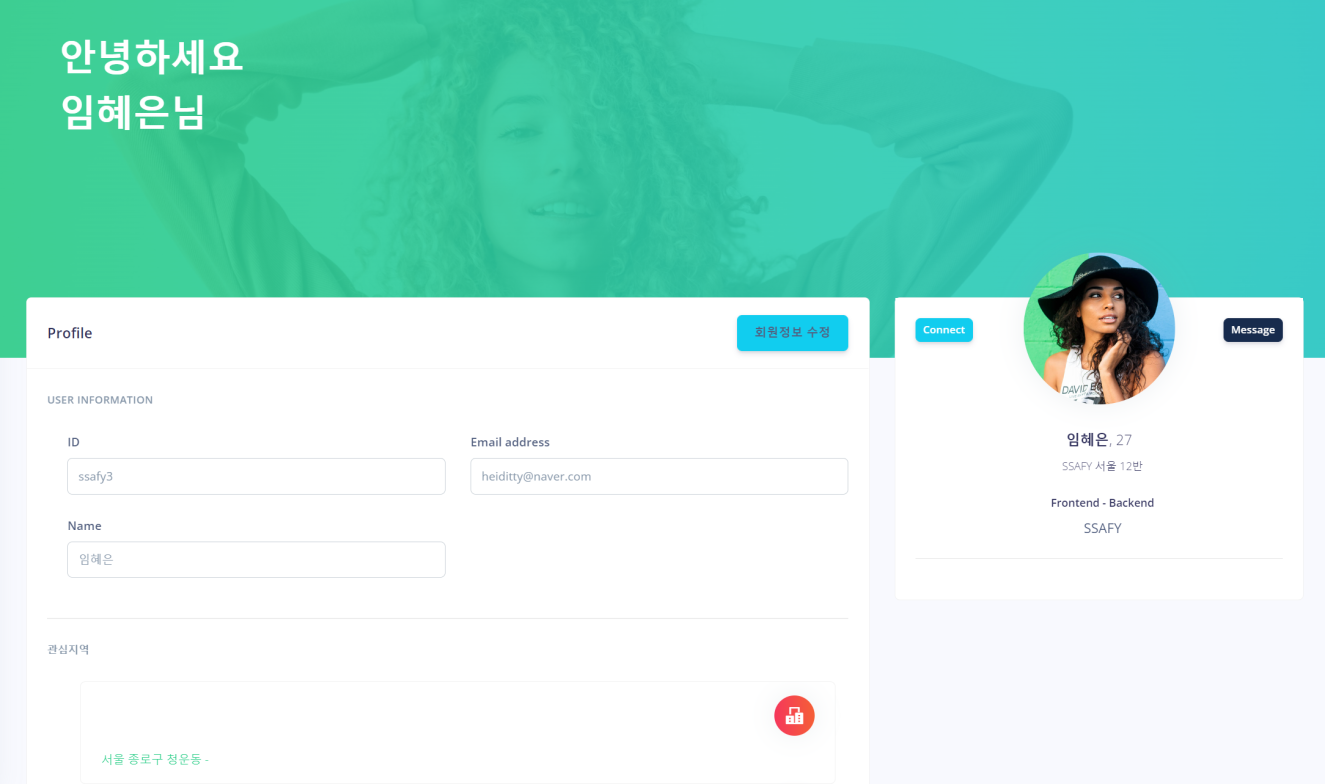 안녕하세요
임혜은님
Profile
회원정보 수정
USER INFORMATION
ID
Email address
ssafy3
heiditty@naver.com
Name
임혜은
관심지역
서울 종로구 청운동 -
Connect
Message
DAVID BO
임혜은, 27
SSAFY 서울 12반
Frontend - Backend
SSAFY